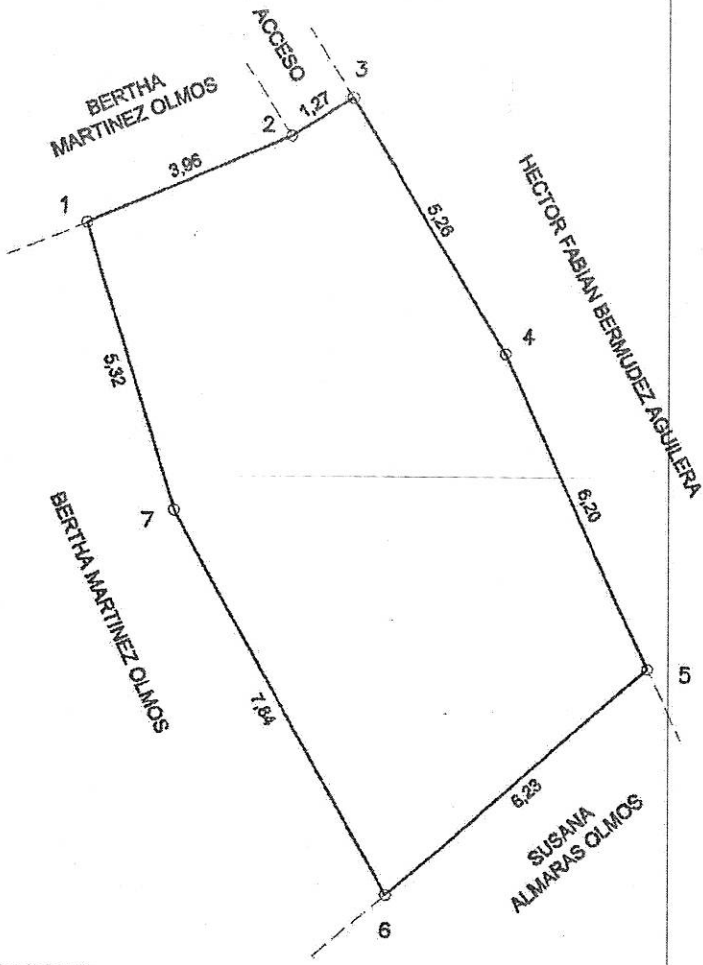 ACCESO
3
BERTHA
MARTINEZ OLMOS
2
1,27
3,96
1
HECTOR FABIAN BERMUDEZ AGUILERA
5,26
4
5,32
6,20
7
BERTHA MARTINEZ OLMOS
5
7,84
6,23
SUSANA
ALMARAS OLMOS
6